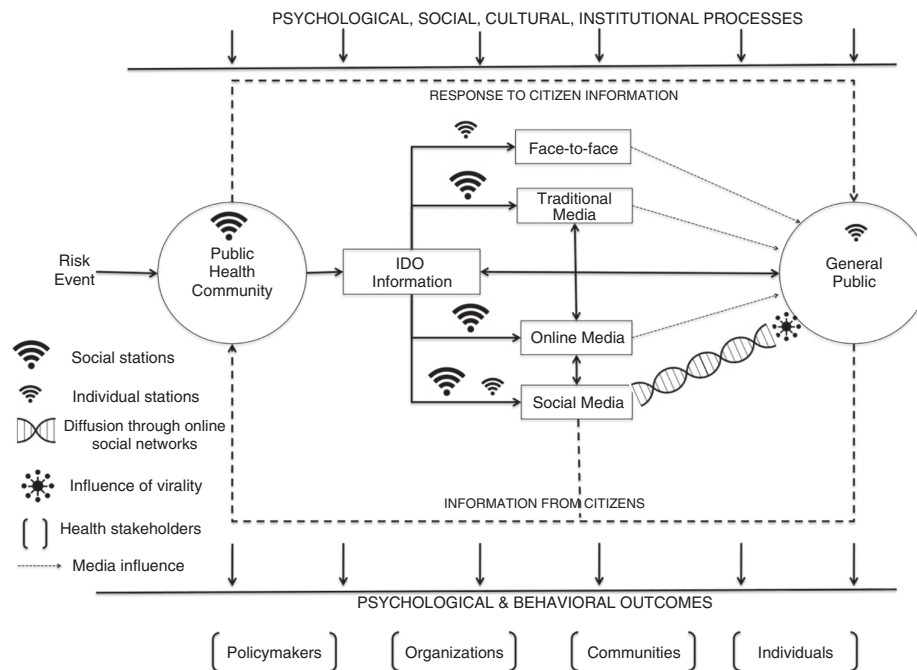 PSYCHOLOGICAL, SOCIAL, CULTURAL, INSTITUTIONAL PROCESSES
RESPONSE TO CITIZEN INFORMATION
Face-to-face
Traditional
Media
Risk
Event
Public
Health
Community
IDO
Information
General
Public
Online Media
Social Media
Social stations
Individual stations
Diffusion through online
social networks
Influence of virality
Health stakeholders
Media influence
INFORMATION FROM CITIZENS
PSYCHOLOGICAL & BEHAVIORAL OUTCOMES
Policymakers
Organizations
Communities
Individuals